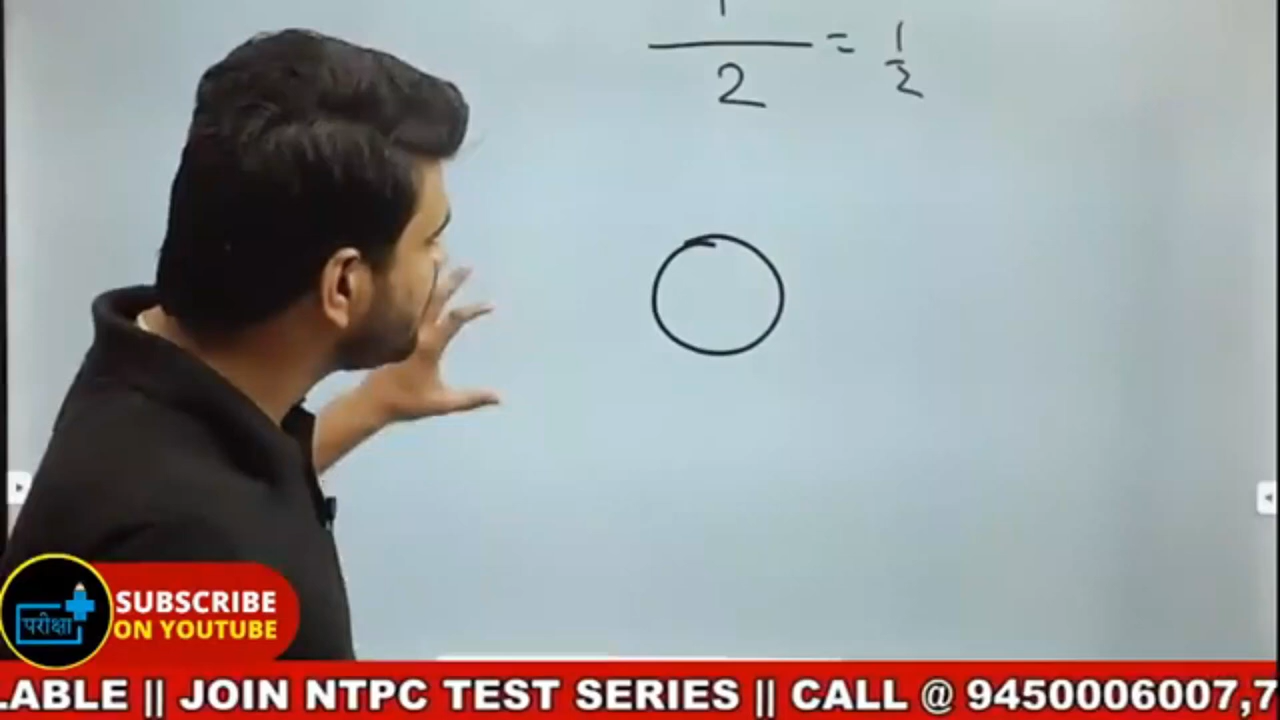 2 = 1/2
परीक्षा
SUBSCRIBE
ON YOUTUBE
LABLE || JOIN NTPC TEST SERIES || CALL @ 9450006007,7